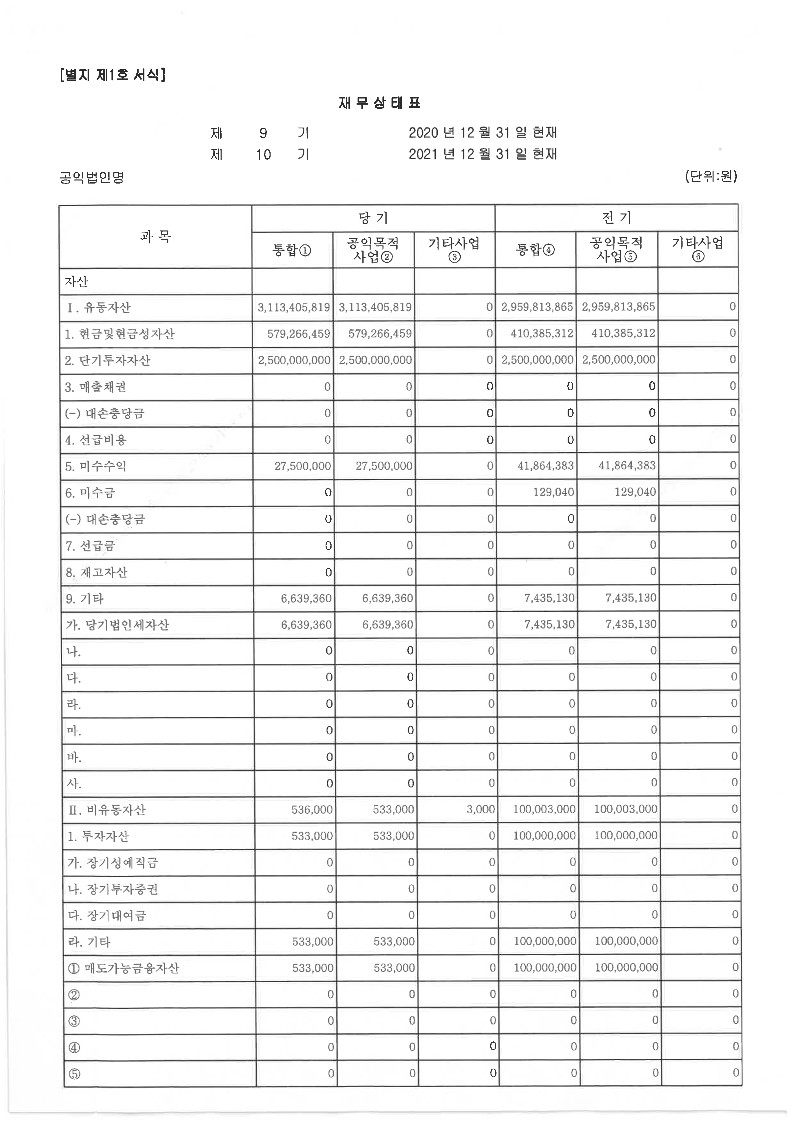 [별지 제1호 서식]
재 무 상 태 표
제 9 기 2020 년 12 월 31 일 현재
제 10 기 2021 년 12 월 31 일 현재
공익법인명 (단위:원)
과 목 당 기 전 기
통합① 공익목적사업② 기타사업③ 통합④ 공익목적사업⑤ 기타사업⑥
자산
Ⅰ. 유동자산 3,113,405,819 3,113,405,819 0 2,959,813,865 2,959,813,865 0
1. 현금및현금성자산 579,266,459 579,266,459 0 410,385,312 410,385,312 0
2. 단기투자자산 2,500,000,000 2,500,000,000 0 2,500,000,000 2,500,000,000 0
3. 매출채권 0 0 0 0 0 0
(-) 대손충당금 0 0 0 0 0 0
4. 선급비용 0 0 0 0 0 0
5. 미수수익 27,500,000 27,500,000 0 41,864,383 41,864,383 0
6. 미수금 0 0 0 129,040 129,040 0
(-) 대손충당금 0 0 0 0 0 0
7. 선급금 0 0 0 0 0 0
8. 재고자산 0 0 0 0 0 0
9. 기타 6,639,360 6,639,360 0 7,435,130 7,435,130 0
가. 당기법인세자산 6,639,360 6,639,360 0 7,435,130 7,435,130 0
나. 0 0 0 0 0 0
다. 0 0 0 0 0 0
라. 0 0 0 0 0 0
마. 0 0 0 0 0 0
바. 0 0 0 0 0 0
사. 0 0 0 0 0 0
Ⅱ. 비유동자산 536,000 533,000 3,000 100,003,000 100,003,000 0
1. 투자자산 533,000 533,000 0 100,000,000 100,000,000 0
가. 장기성예적금 0 0 0 0 0 0
나. 장기투자증권 0 0 0 0 0 0
다. 장기대여금 0 0 0 0 0 0
라. 기타 533,000 533,000 0 100,000,000 100,000,000 0
① 매도가능금융자산 533,000 533,000 0 100,000,000 100,000,000 0
② 0 0 0 0 0 0
③ 0 0 0 0 0 0
④ 0 0 0 0 0 0
⑤ 0 0 0 0 0 0